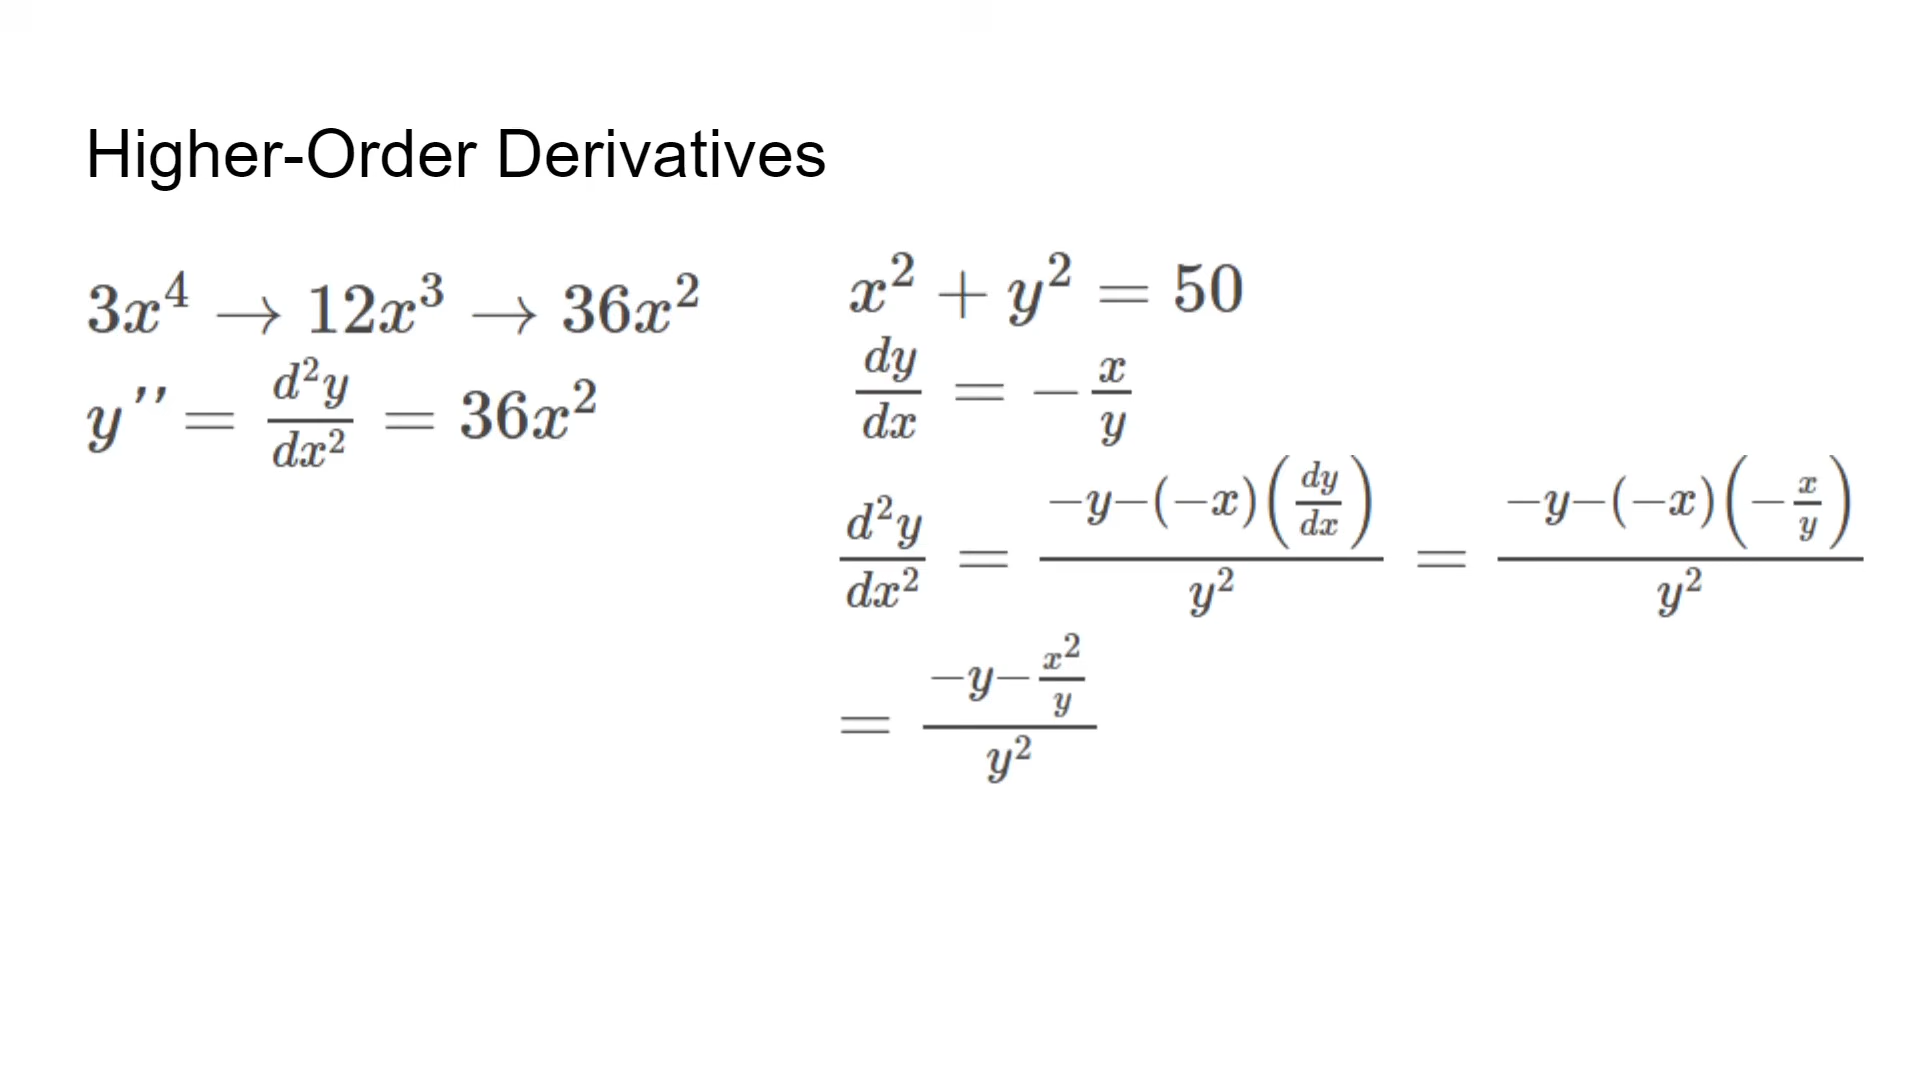 Higher-Order Derivatives
3x⁴ → 12x³ → 36x²
y′′ = d²y/dx² = 36x²
x² + y² = 50
dy/dx = −x/y
d²y/dx² = (−y−(−x)(dy/dx))/y² = (−y−(−x)(−x/y))/y²
= (−y−x²/y)/y²